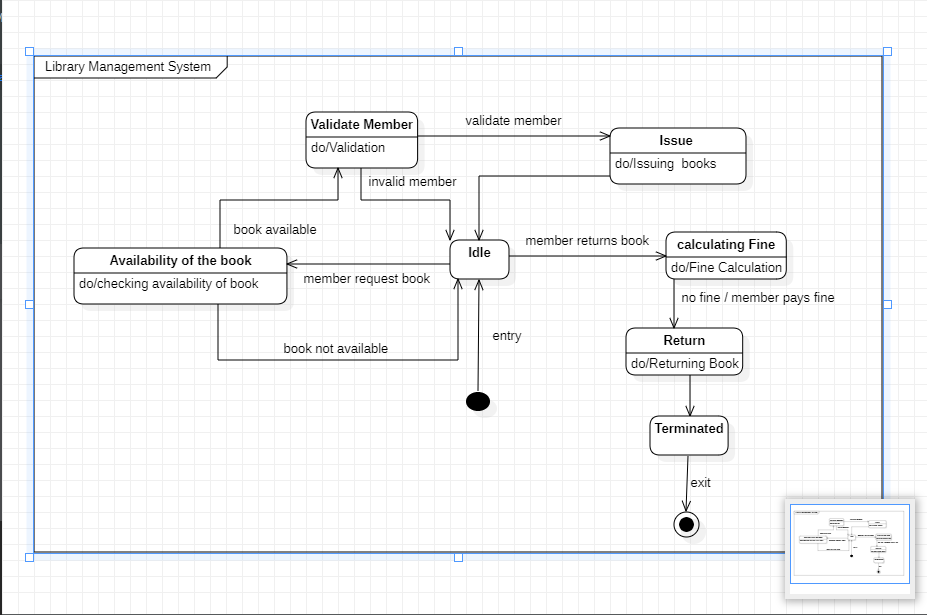 Library Management System
Validate Member
do/Validation
validate member
Issue
do/Issuing  books
invalid member
book available
Idle
member returns book
calculating Fine
do/Fine Calculation
Availability of the book
do/checking availability of book
member request book
no fine / member pays fine
entry
book not available
Return
do/Returning Book
Terminated
exit